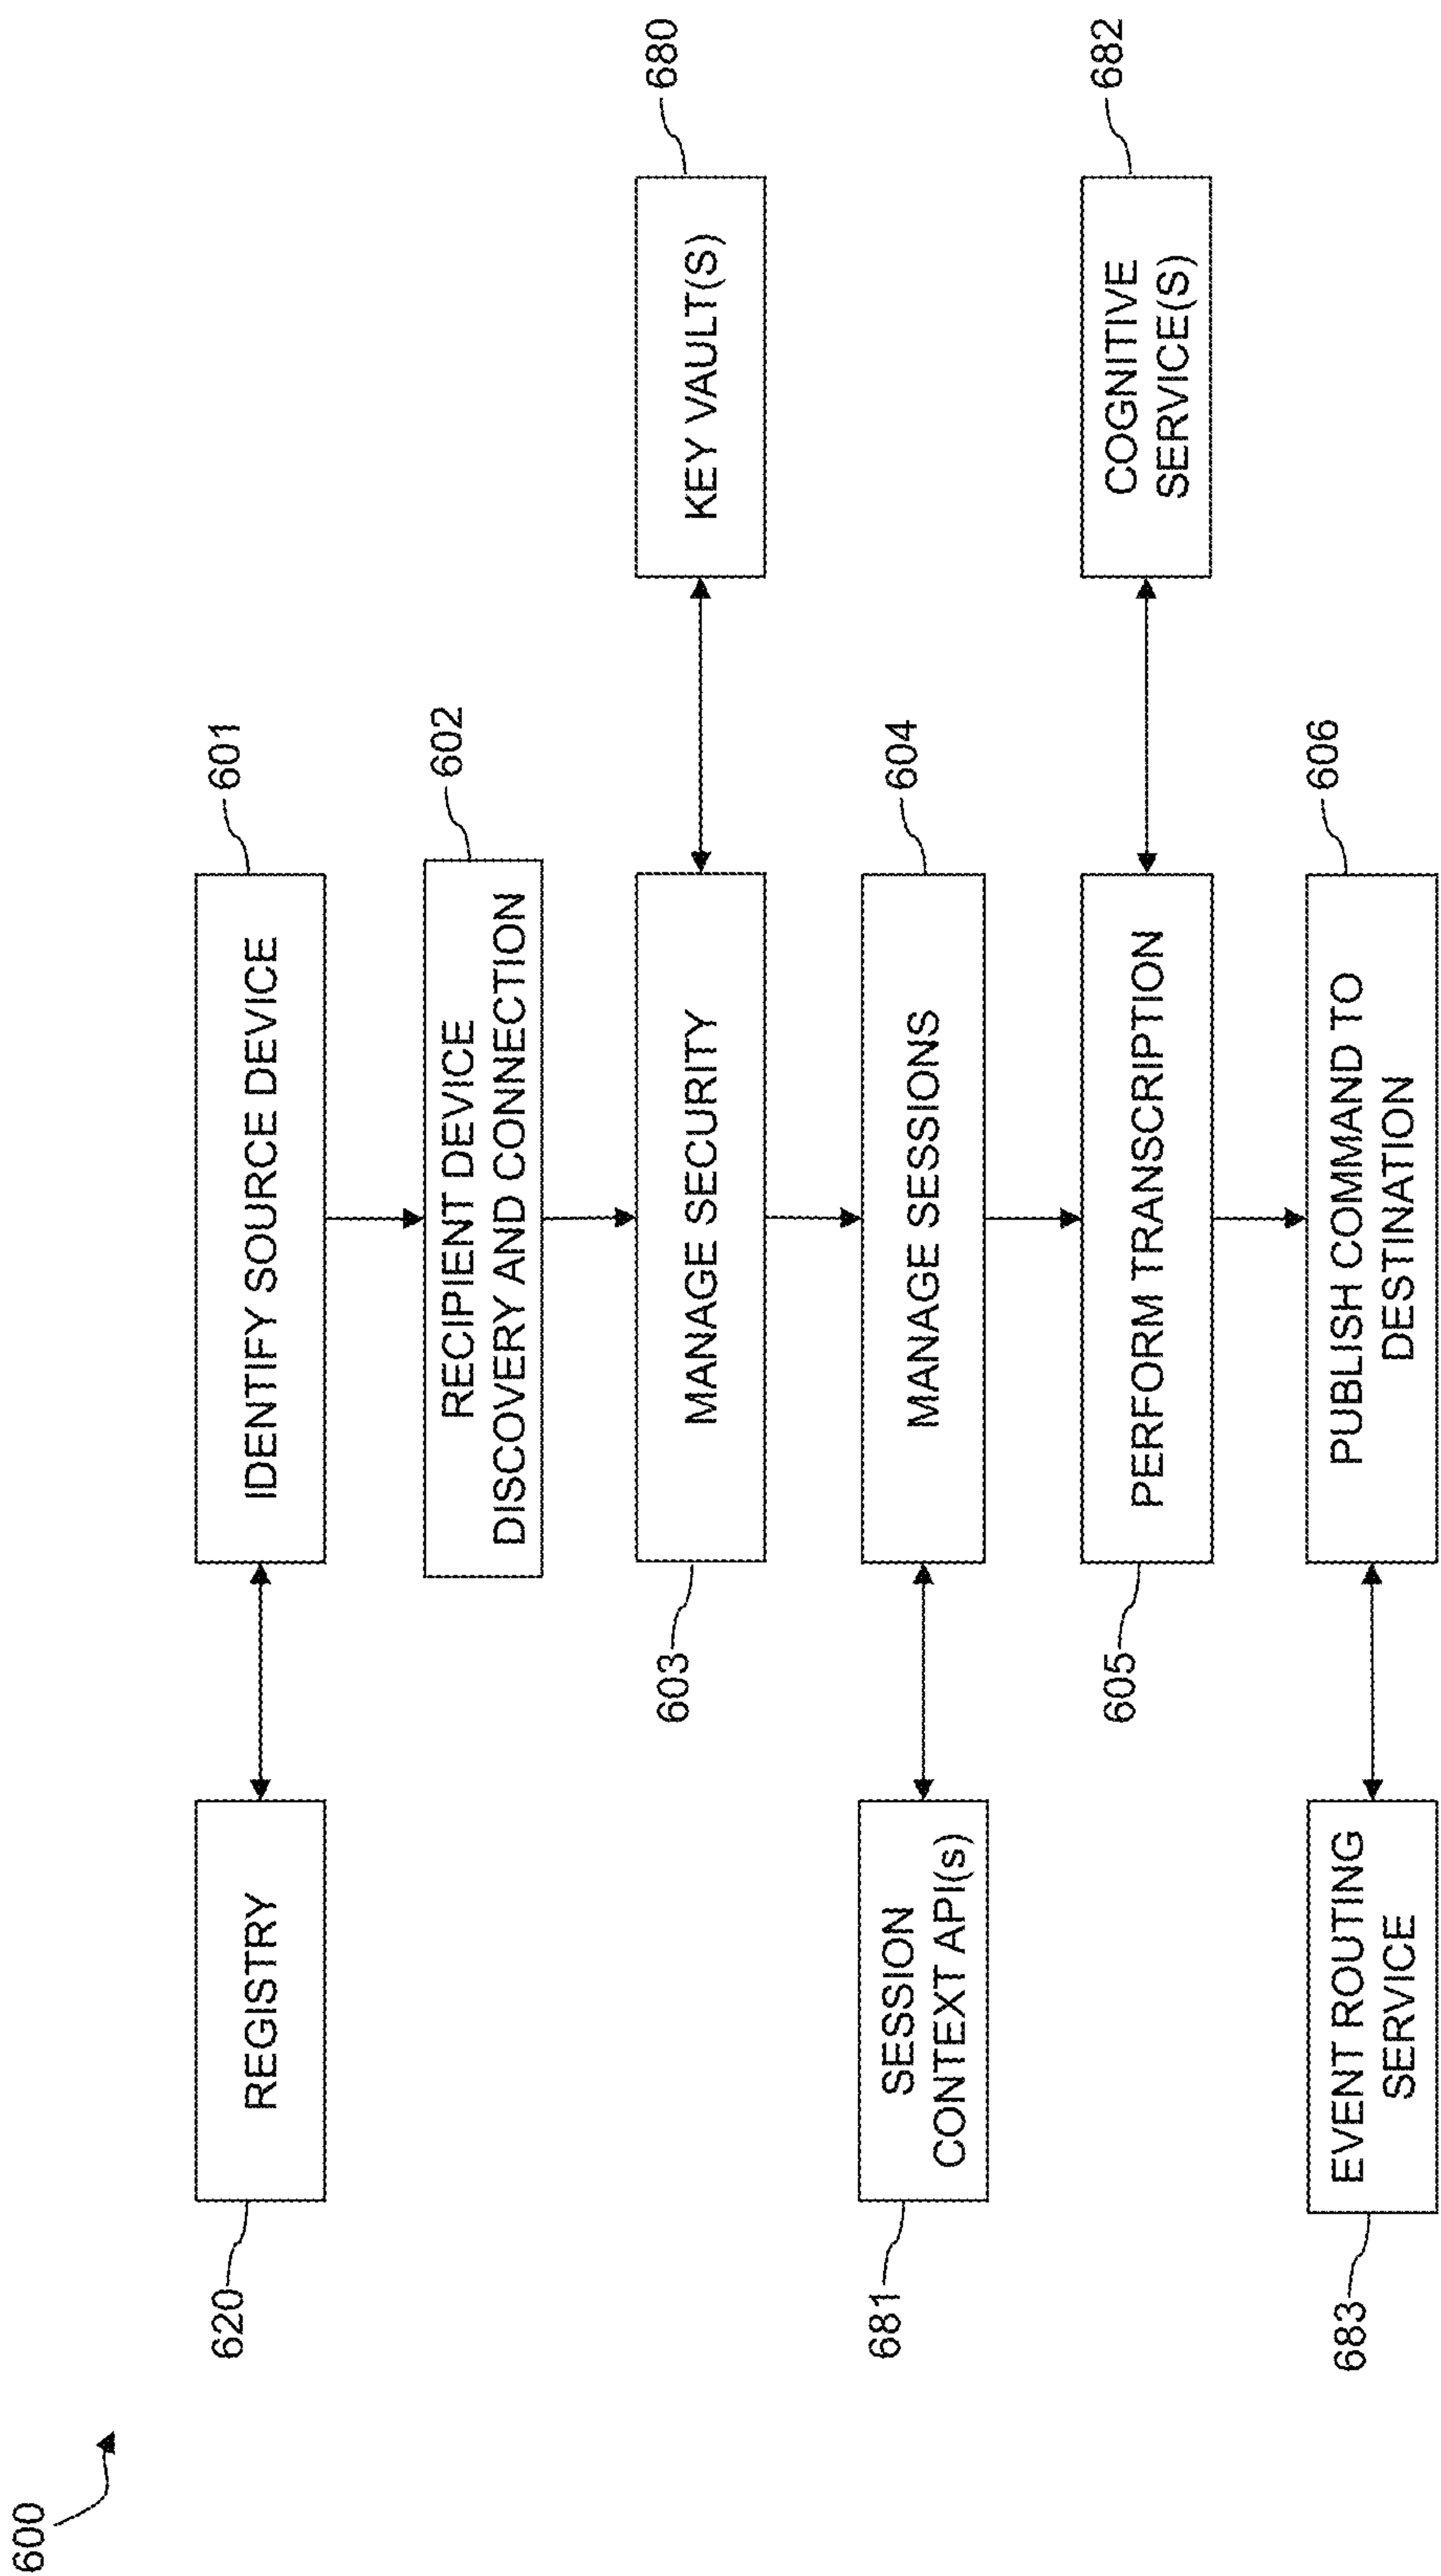 600
620
REGISTRY
IDENTIFY SOURCE DEVICE
601
RECIPIENT DEVICE
DISCOVERY AND CONNECTION
602
603
MANAGE SECURITY
KEY VAULT(S)
680
681
SESSION
CONTEXT API(s)
MANAGE SESSIONS
604
605
PERFORM TRANSCRIPTION
COGNITIVE
SERVICE(S)
682
683
EVENT ROUTING
SERVICE
PUBLISH COMMAND TO
DESTINATION
606